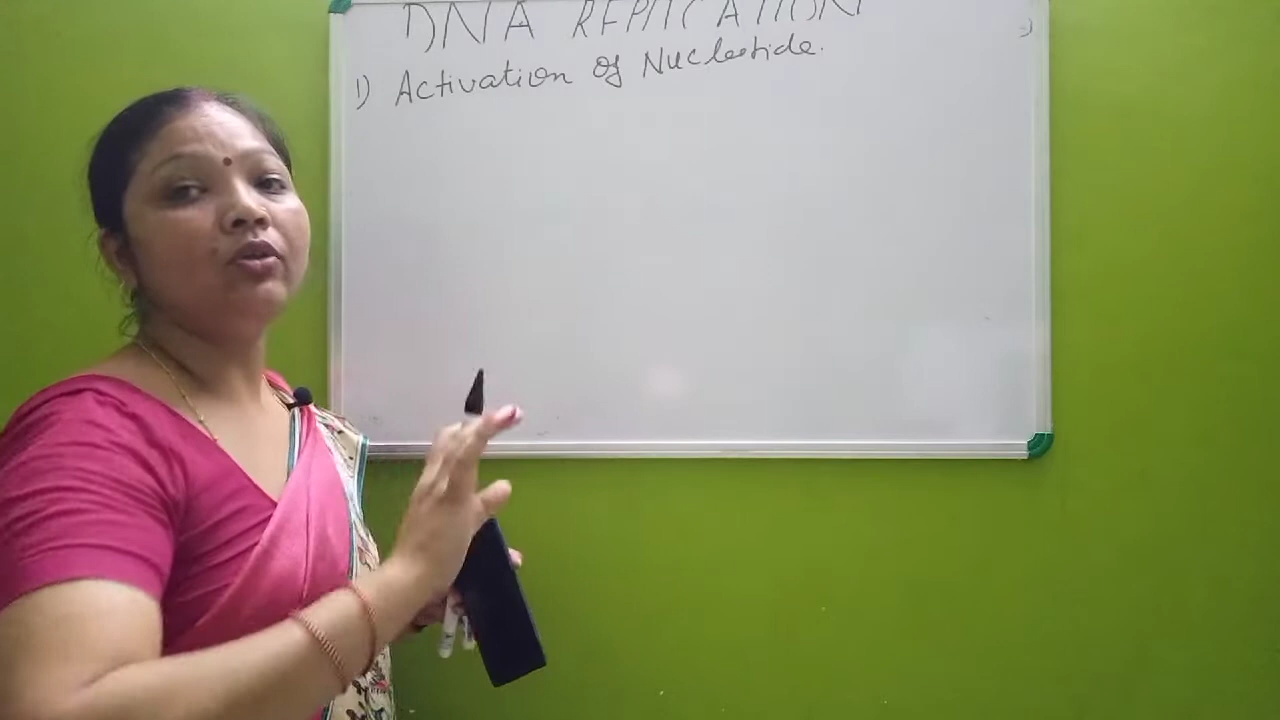 DNA REPLICATION
1) Activation of Nucleotide.